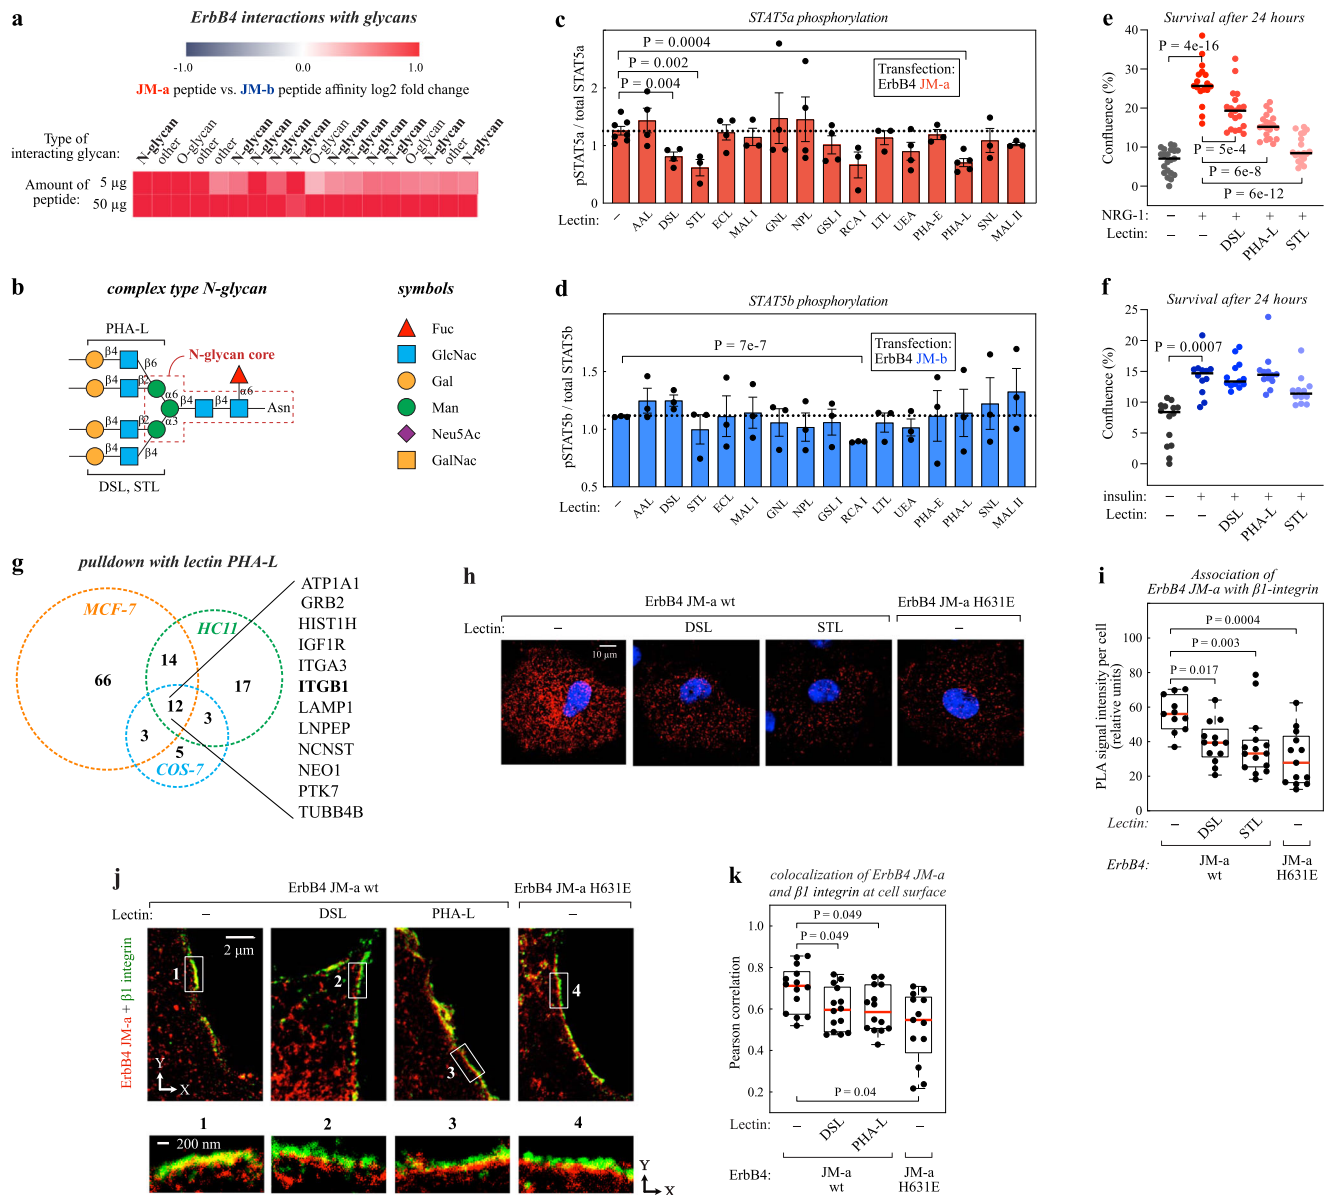 a
ErbB4 interactions with glycans
-1.0 0.0 1.0
JM-a peptide vs. JM-b peptide affinity log2 fold change
Type of interacting glycan:
N-glycan
other
O-glycan
other
other
N-glycan
N-glycan
N-glycan
N-glycan
O-glycan
N-glycan
N-glycan
N-glycan
O-glycan
N-glycan
other
N-glycan
Amount of peptide:
5 µg
50 µg
b
complex type N-glycan
symbols
PHA-L
N-glycan core
β4 β6
β4 β2
α6
β4 β4 α6
Asn
α3
β4 β2
β4 β4
DSL, STL
Fuc
GlcNac
Gal
Man
Neu5Ac
GalNac
c
STAT5a phosphorylation
P = 0.0004
P = 0.002
P = 0.004
Transfection:
ErbB4 JM-a
pSTAT5a / total STAT5a
2
1
0
Lectin: – AAL DSL STL ECL MAL I GNL NPL GSL I RCA I LTL UEA PHA-E PHA-L SNL MAL II
d
STAT5b phosphorylation
P = 7e-7
Transfection:
ErbB4 JM-b
pSTAT5b / total STAT5b
1.5
1.0
0.5
Lectin: – AAL DSL STL ECL MAL I GNL NPL GSL I RCA I LTL UEA PHA-E PHA-L SNL MAL II
e
Survival after 24 hours
P = 4e-16
Confluence (%)
40
30
20
10
0
P = 5e-4
P = 6e-8
P = 6e-12
NRG-1: – + + + +
Lectin: – – DSL PHA-L STL
f
Survival after 24 hours
P = 0.0007
Confluence (%)
25
20
15
10
5
0
insulin: – + + + +
Lectin: – – DSL PHA-L STL
g
pulldown with lectin PHA-L
MCF-7
HC11
COS-7
66
14
17
12
3
3
5
ATP1A1
GRB2
HIST1H
IGF1R
ITGA3
ITGB1
LAMP1
LNPEP
NCNST
NEO1
PTK7
TUBB4B
h
ErbB4 JM-a wt
ErbB4 JM-a H631E
Lectin: – DSL STL –
10 µm
i
Association of
ErbB4 JM-a with β1-integrin
P = 0.0004
P = 0.003
P = 0.017
PLA signal intensity per cell
(relative units)
100
80
60
40
20
0
Lectin: – DSL STL –
ErbB4: JM-a wt JM-a H631E
j
ErbB4 JM-a wt
ErbB4 JM-a H631E
Lectin: – DSL PHA-L –
ErbB4 JM-a + β1 integrin
2 µm
1
2
3
4
Y
X
1 2 3 4
200 nm
Y
X
k
colocalization of ErbB4 JM-a
and β1 integrin at cell surface
P = 0.049
P = 0.049
Pearson correlation
1.0
0.8
0.6
0.4
0.2
P = 0.04
Lectin: – DSL PHA-L –
ErbB4: JM-a wt JM-a H631E